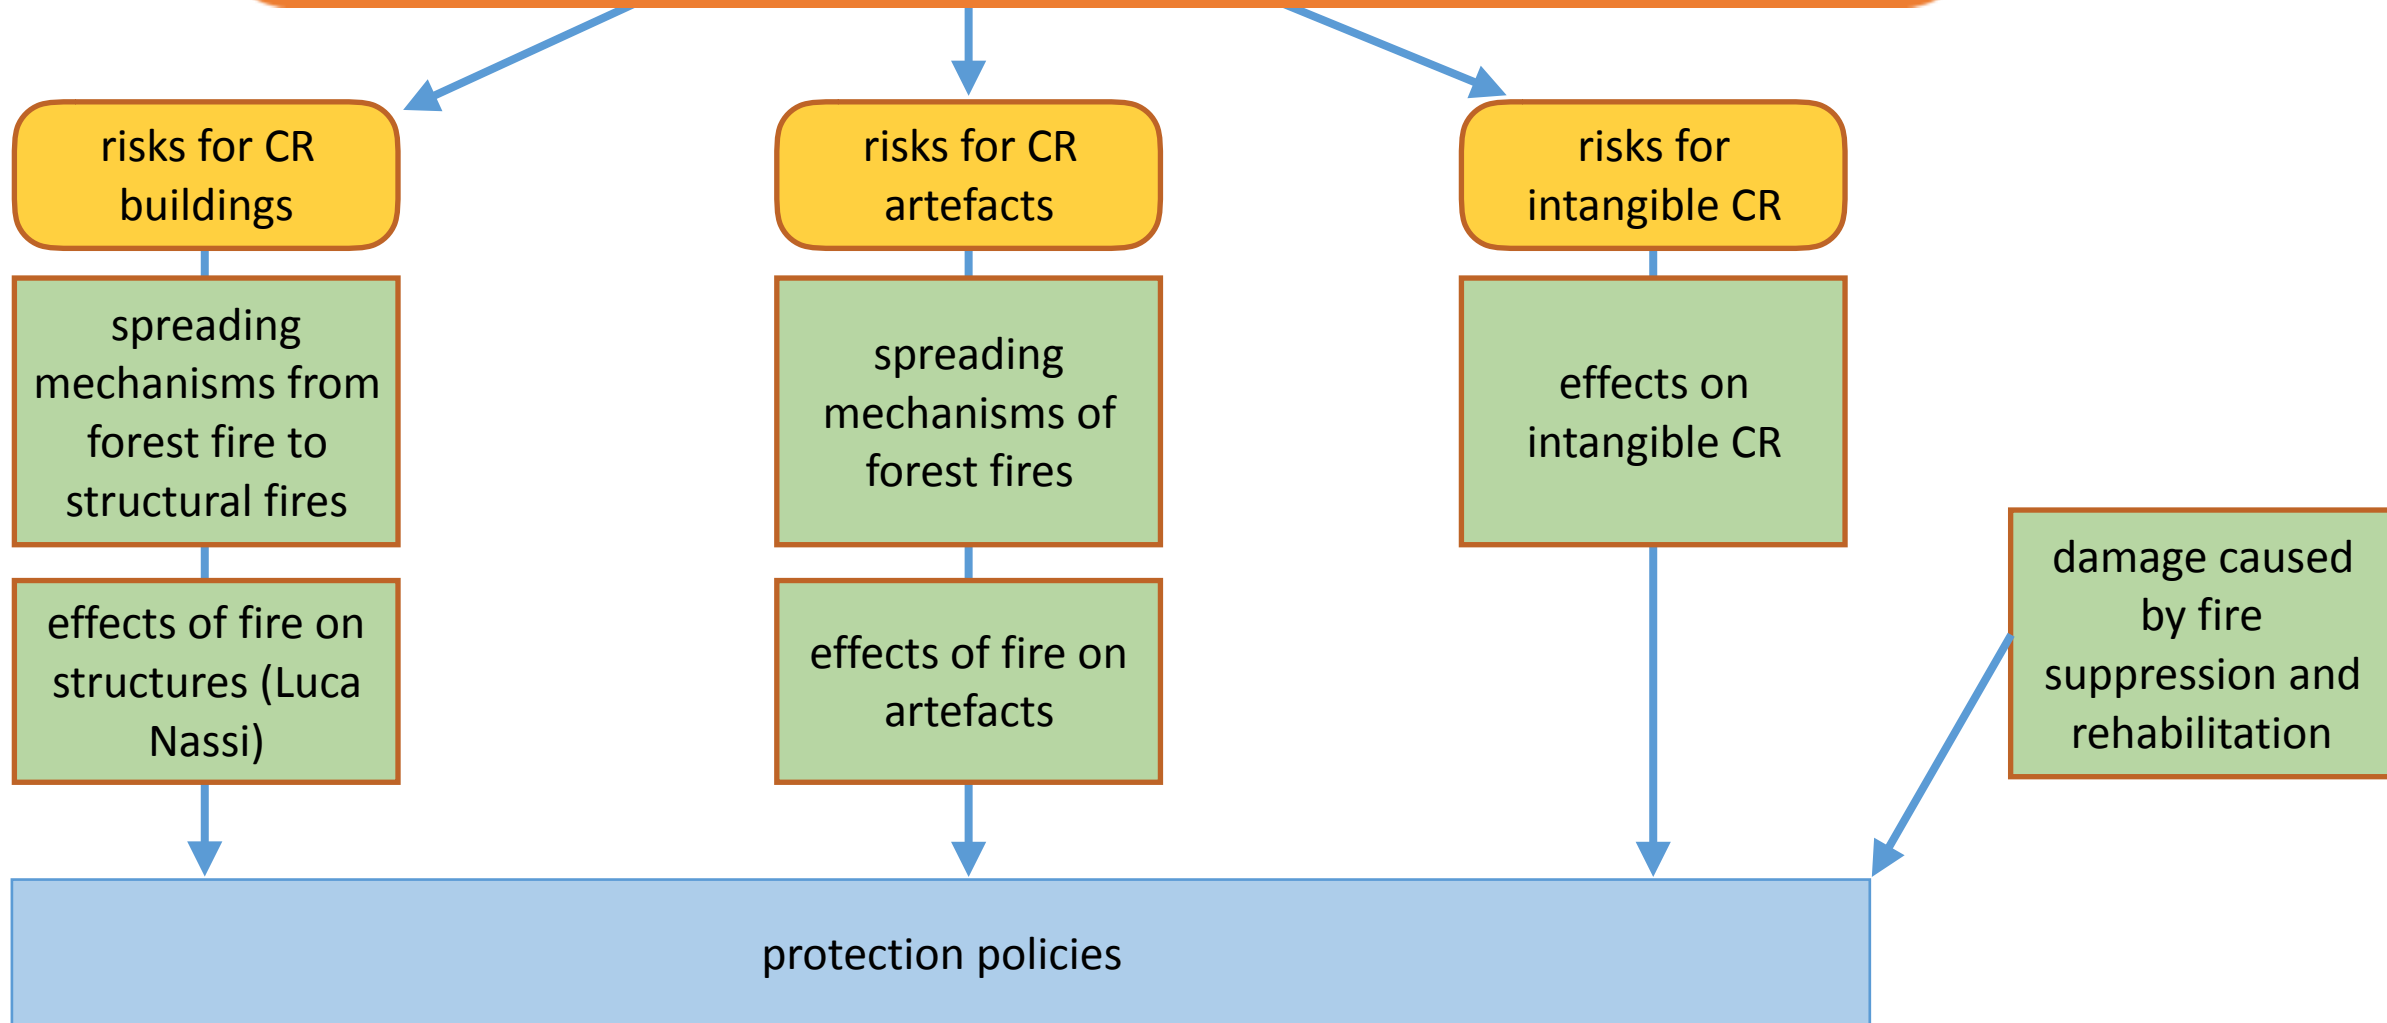 risks for CR
buildings
risks for CR
artefacts
risks for
intangible CR
spreading
mechanisms from
forest fire to
structural fires
spreading
mechanisms of
forest fires
effects on
intangible CR
damage caused
by fire
suppression and
rehabilitation
effects of fire on
structures (Luca
Nassi)
effects of fire on
artefacts
protection policies